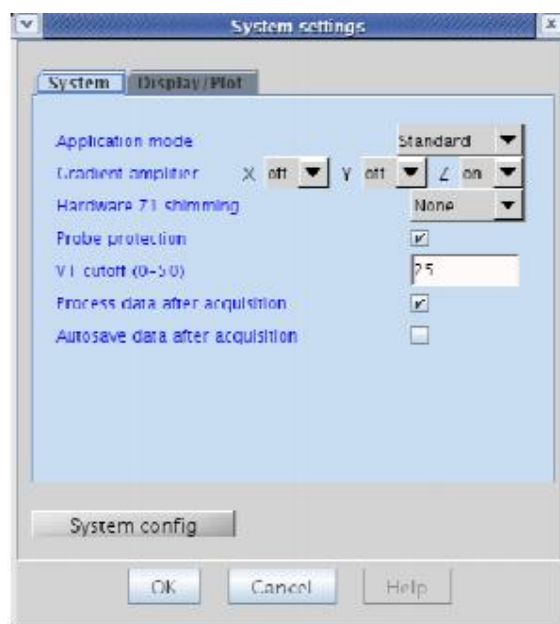 System settings
System Display/Plot
Application mode Standard
Gradient amplifier X off Y off Z on
Hardware Z1 shimming None
Probe protection
VT cutoff (0-50) 25
Process data after acquisition
Autosave data after acquisition
System config
OK Cancel Help